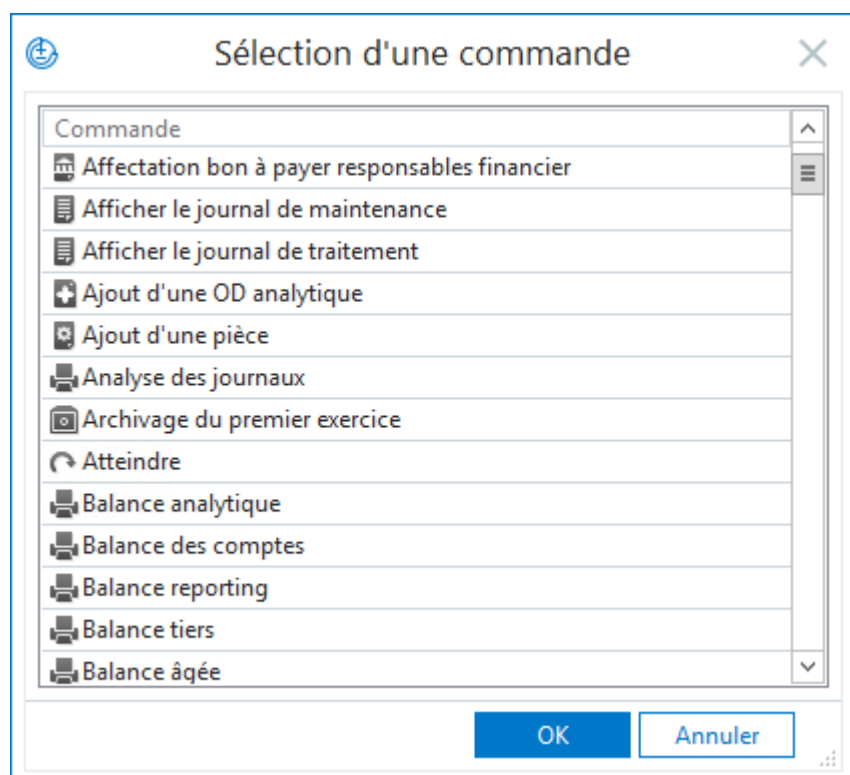 Sélection d'une commande
Commande
Affectation bon à payer responsables financier
Afficher le journal de maintenance
Afficher le journal de traitement
Ajout d'une OD analytique
Ajout d'une pièce
Analyse des journaux
Archivage du premier exercice
Atteindre
Balance analytique
Balance des comptes
Balance reporting
Balance tiers
Balance âgée
OK Annuler